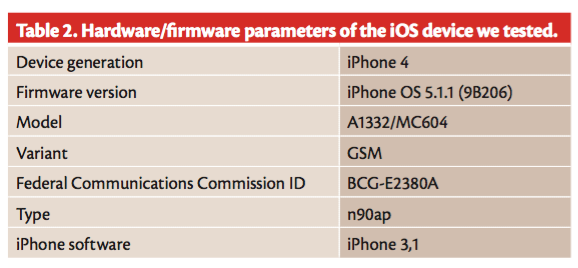 Table 2. Hardware/firmware parameters of the iOS device we tested.
Device generation iPhone 4
Firmware version iPhone OS 5.1.1 (9B206)
Model A1332/MC604
Variant GSM
Federal Communications Commission ID BCG-E2380A
Type n90ap
iPhone software iPhone 3,1